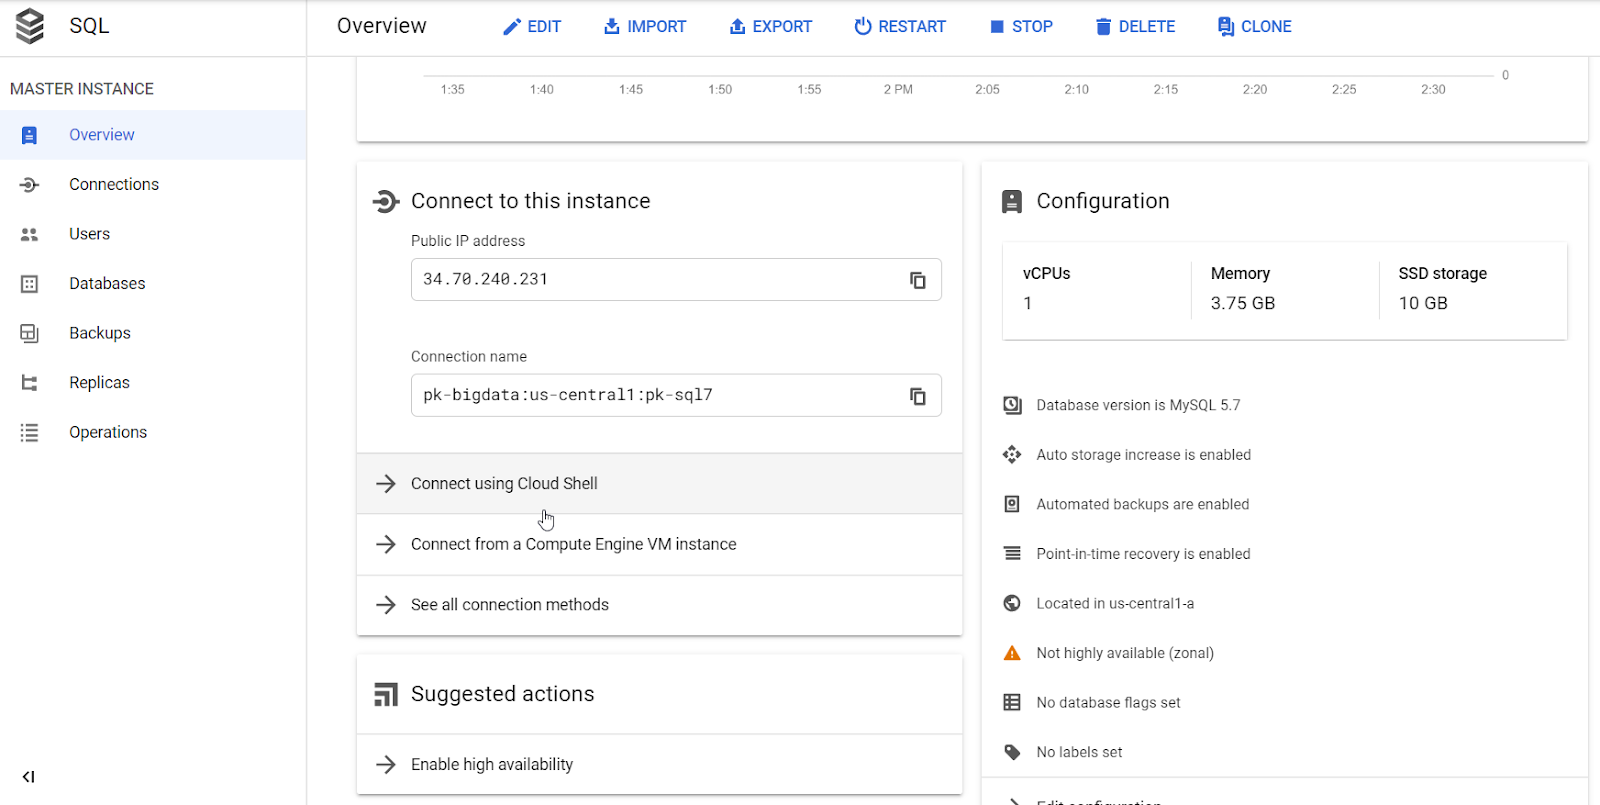 SQL
Overview
EDIT
IMPORT
EXPORT
RESTART
STOP
DELETE
CLONE
MASTER INSTANCE
Overview
Connections
Users
Databases
Backups
Replicas
Operations
0
1:35 1:40 1:45 1:50 1:55 2 PM 2:05 2:10 2:15 2:20 2:25 2:30
Connect to this instance
Public IP address
34.70.240.231
Connection name
pk-bigdata:us-central1:pk-sql7
Connect using Cloud Shell
Connect from a Compute Engine VM instance
See all connection methods
Suggested actions
Enable high availability
Configuration
vCPUs
1
Memory
3.75 GB
SSD storage
10 GB
Database version is MySQL 5.7
Auto storage increase is enabled
Automated backups are enabled
Point-in-time recovery is enabled
Located in us-central1-a
Not highly available (zonal)
No database flags set
No labels set
Edit configuration